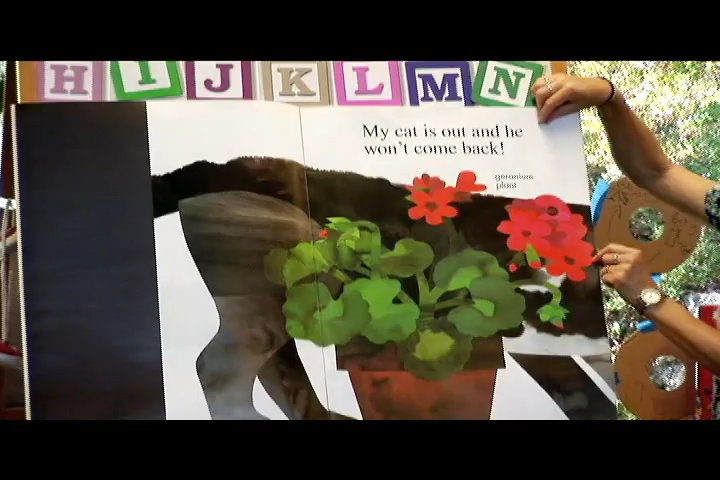 H I J K L M N
My cat is out and he
won't come back!
geranium
plant